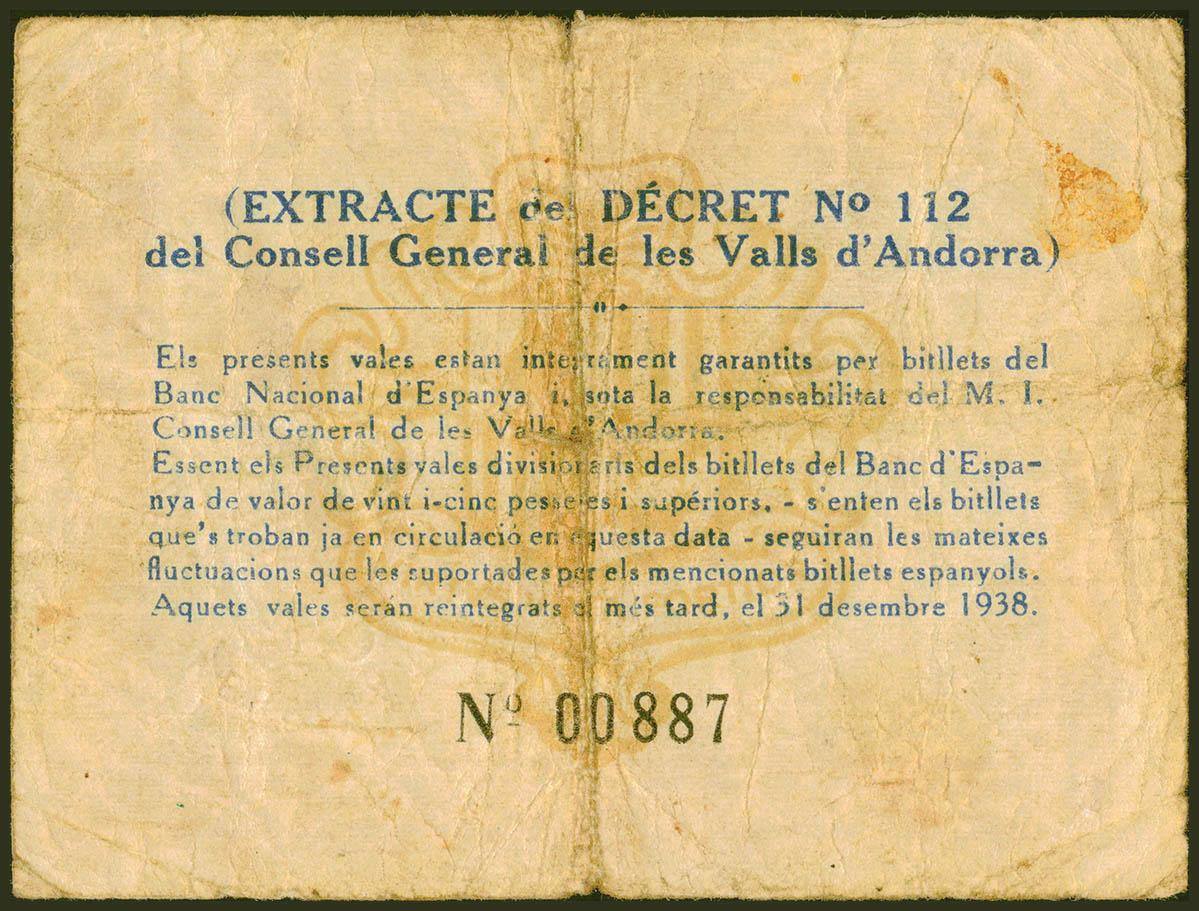 (EXTRACTE del DÉCRET Nº 112
del Consell General de les Valls d'Andorra)
Els presents vales estan integrament garantits per bitllets del
Banc Nacional d'Espanya i, sota la responsabilitat del M. I.
Consell General de les Valls d'Andorra.
Essent els Presents vales divisionaris dels bitllets del Banc d'Espa-
nya de valor de vint i-cinc pessetes i supériors, - s'enten els bitllets
que's troban ja en circulació en aquesta data - seguiran les mateixes
fluctuacions que les suportades per els mencionats bitllets espanyols.
Aquets vales serán reintegrats el més tard, el 31 desembre 1938.
Nº 00887